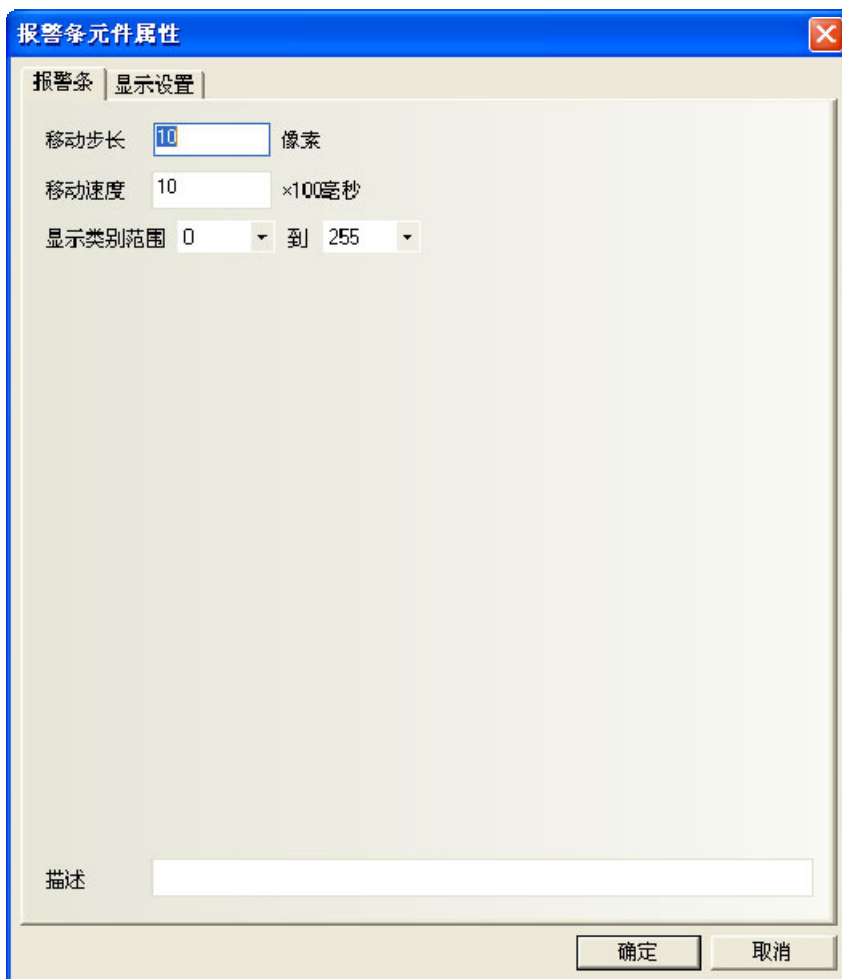 报警条元件属性
报警条 显示设置
移动步长 10 像素
移动速度 10 ×100毫秒
显示类别范围 0 到 255
描述
确定 取消